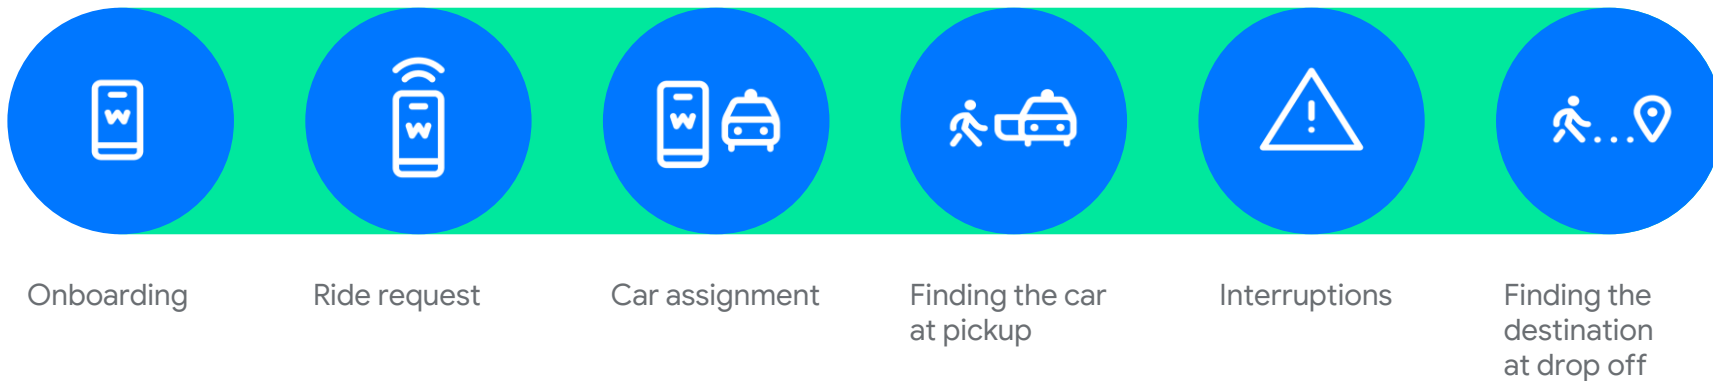 W
W
W
Onboarding
Ride request
Car assignment
Finding the car
at pickup
Interruptions
Finding the
destination
at drop off